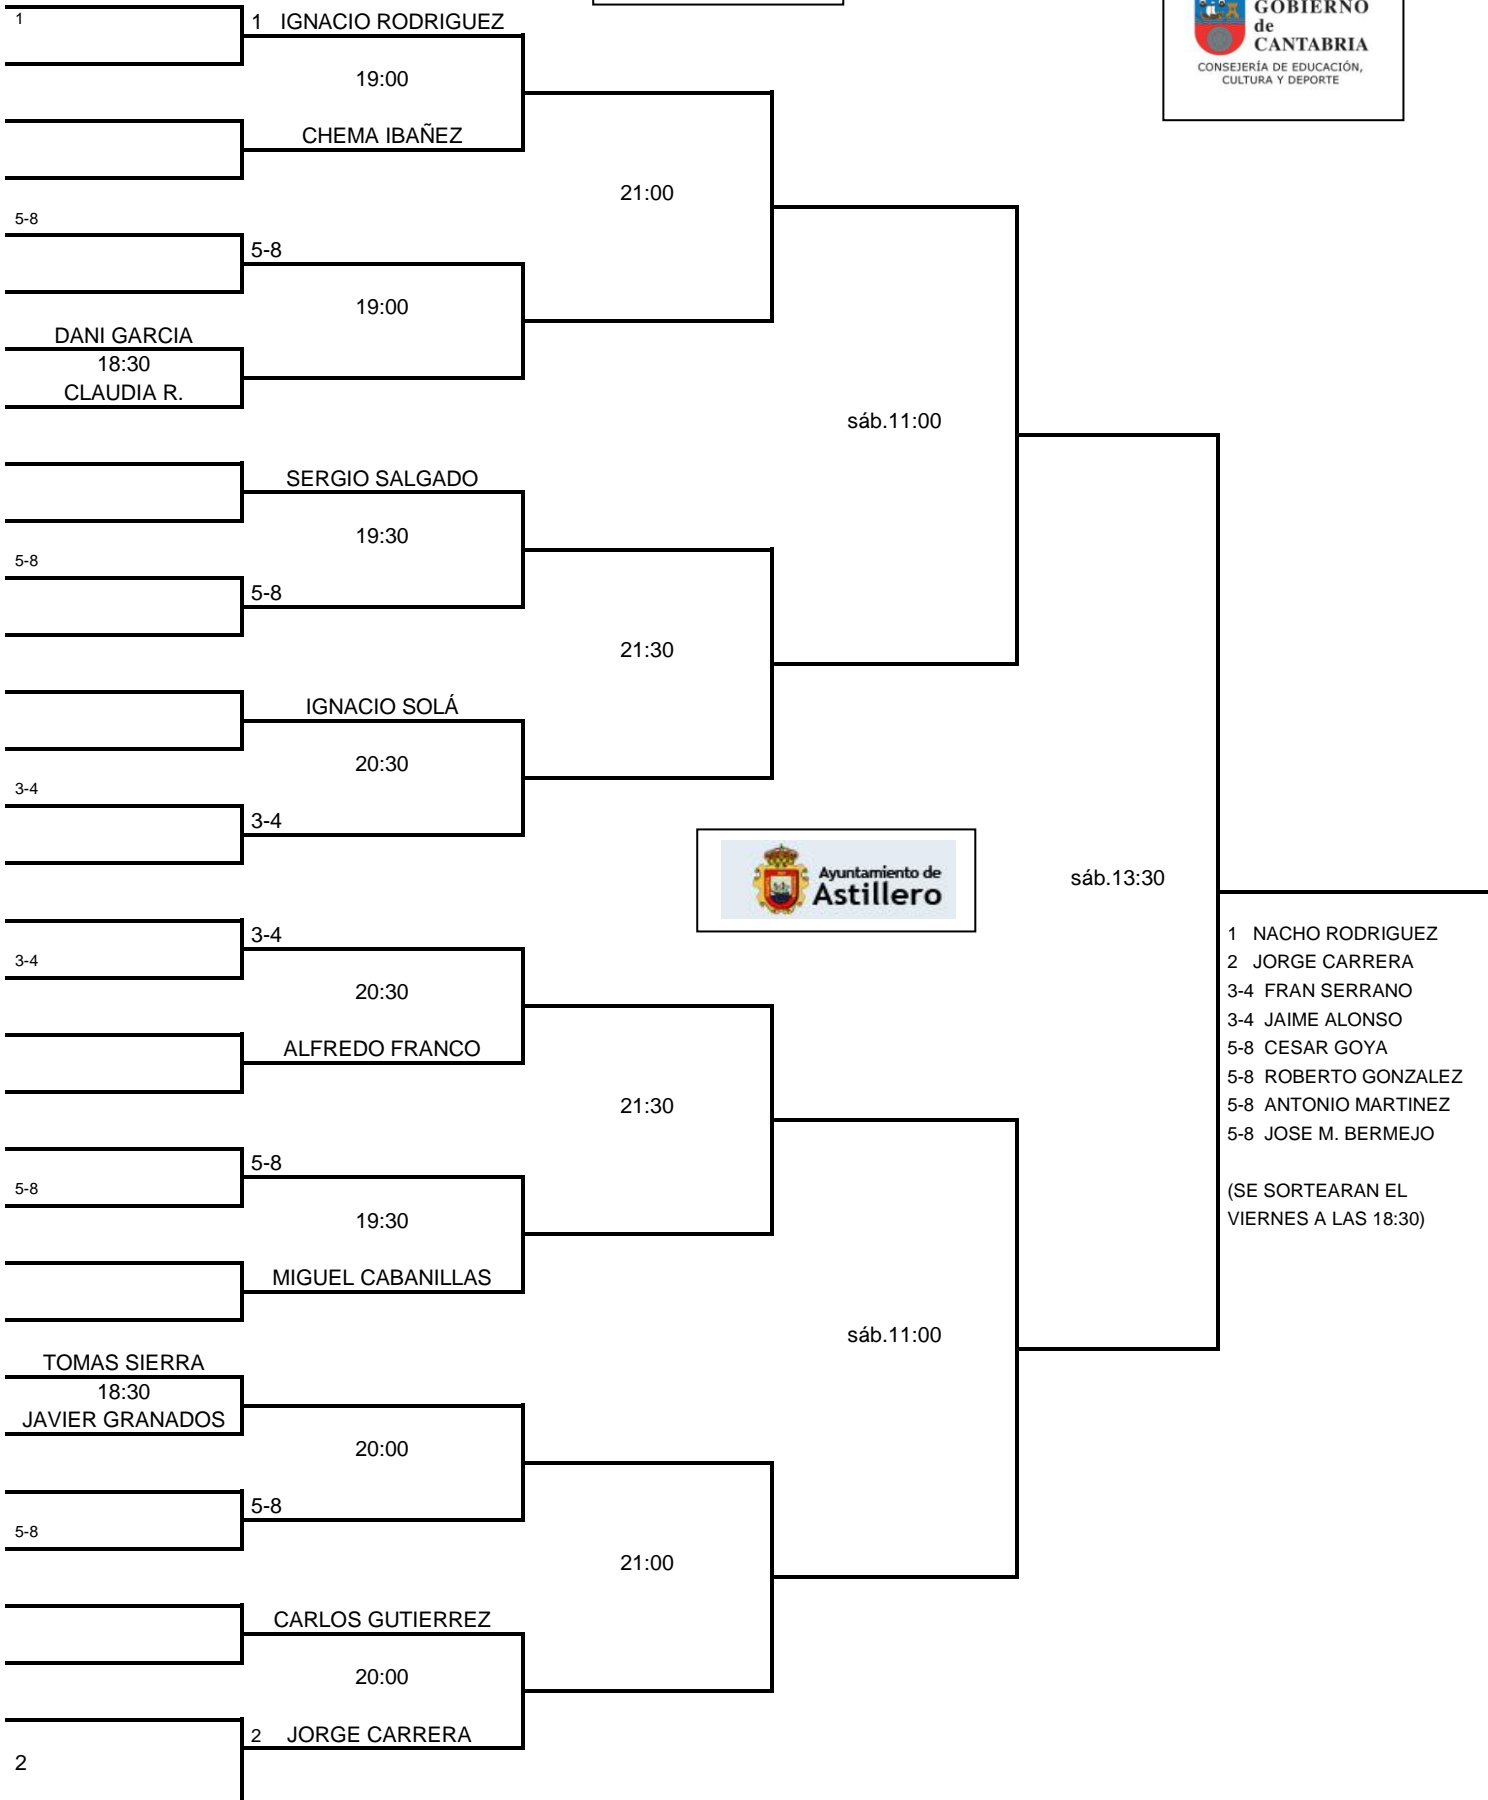 GOBIERNO
de
CANTABRIA
CONSEJERÍA DE EDUCACIÓN,
CULTURA Y DEPORTE
1
1 IGNACIO RODRIGUEZ
19:00
CHEMA IBAÑEZ
21:00
5-8
5-8
19:00
DANI GARCIA
18:30
CLAUDIA R.
sáb.11:00
SERGIO SALGADO
19:30
5-8
5-8
21:30
IGNACIO SOLÁ
20:30
3-4
3-4
Ayuntamiento de
Astillero
sáb.13:30
3-4
3-4
20:30
ALFREDO FRANCO
21:30
1 NACHO RODRIGUEZ
2 JORGE CARRERA
3-4 FRAN SERRANO
3-4 JAIME ALONSO
5-8 CESAR GOYA
5-8 ROBERTO GONZALEZ
5-8 ANTONIO MARTINEZ
5-8 JOSE M. BERMEJO
(SE SORTEARAN EL
VIERNES A LAS 18:30)
5-8
5-8
19:30
MIGUEL CABANILLAS
sáb.11:00
TOMAS SIERRA
18:30
JAVIER GRANADOS
20:00
5-8
5-8
21:00
CARLOS GUTIERREZ
20:00
2 JORGE CARRERA
2